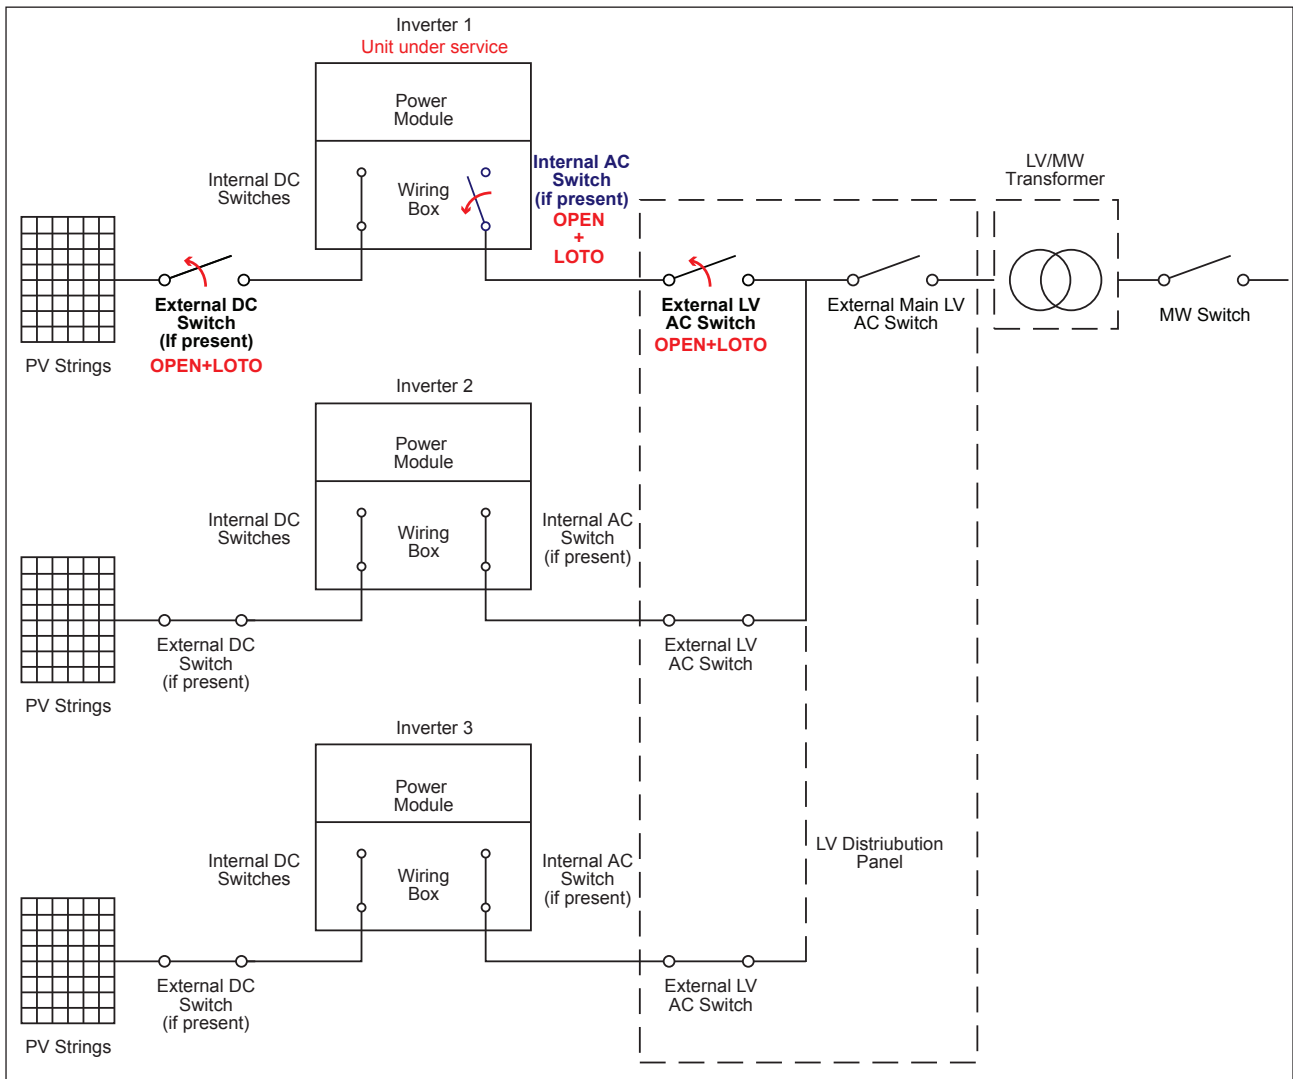 Inverter 1
Unit under service
Power
Module
Internal DC
Switches
Wiring
Box
Internal AC
Switch
(if present)
OPEN
+
LOTO
LV/MW
Transformer
External DC
Switch
(If present)
OPEN+LOTO
External LV
AC Switch
OPEN+LOTO
External Main LV
AC Switch
MW Switch
PV Strings
Inverter 2
Power
Module
Internal DC
Switches
Wiring
Box
Internal AC
Switch
(if present)
External DC
Switch
(if present)
External LV
AC Switch
PV Strings
Inverter 3
Power
Module
Internal DC
Switches
Wiring
Box
Internal AC
Switch
(if present)
LV Distriubution
Panel
External DC
Switch
(if present)
External LV
AC Switch
PV Strings